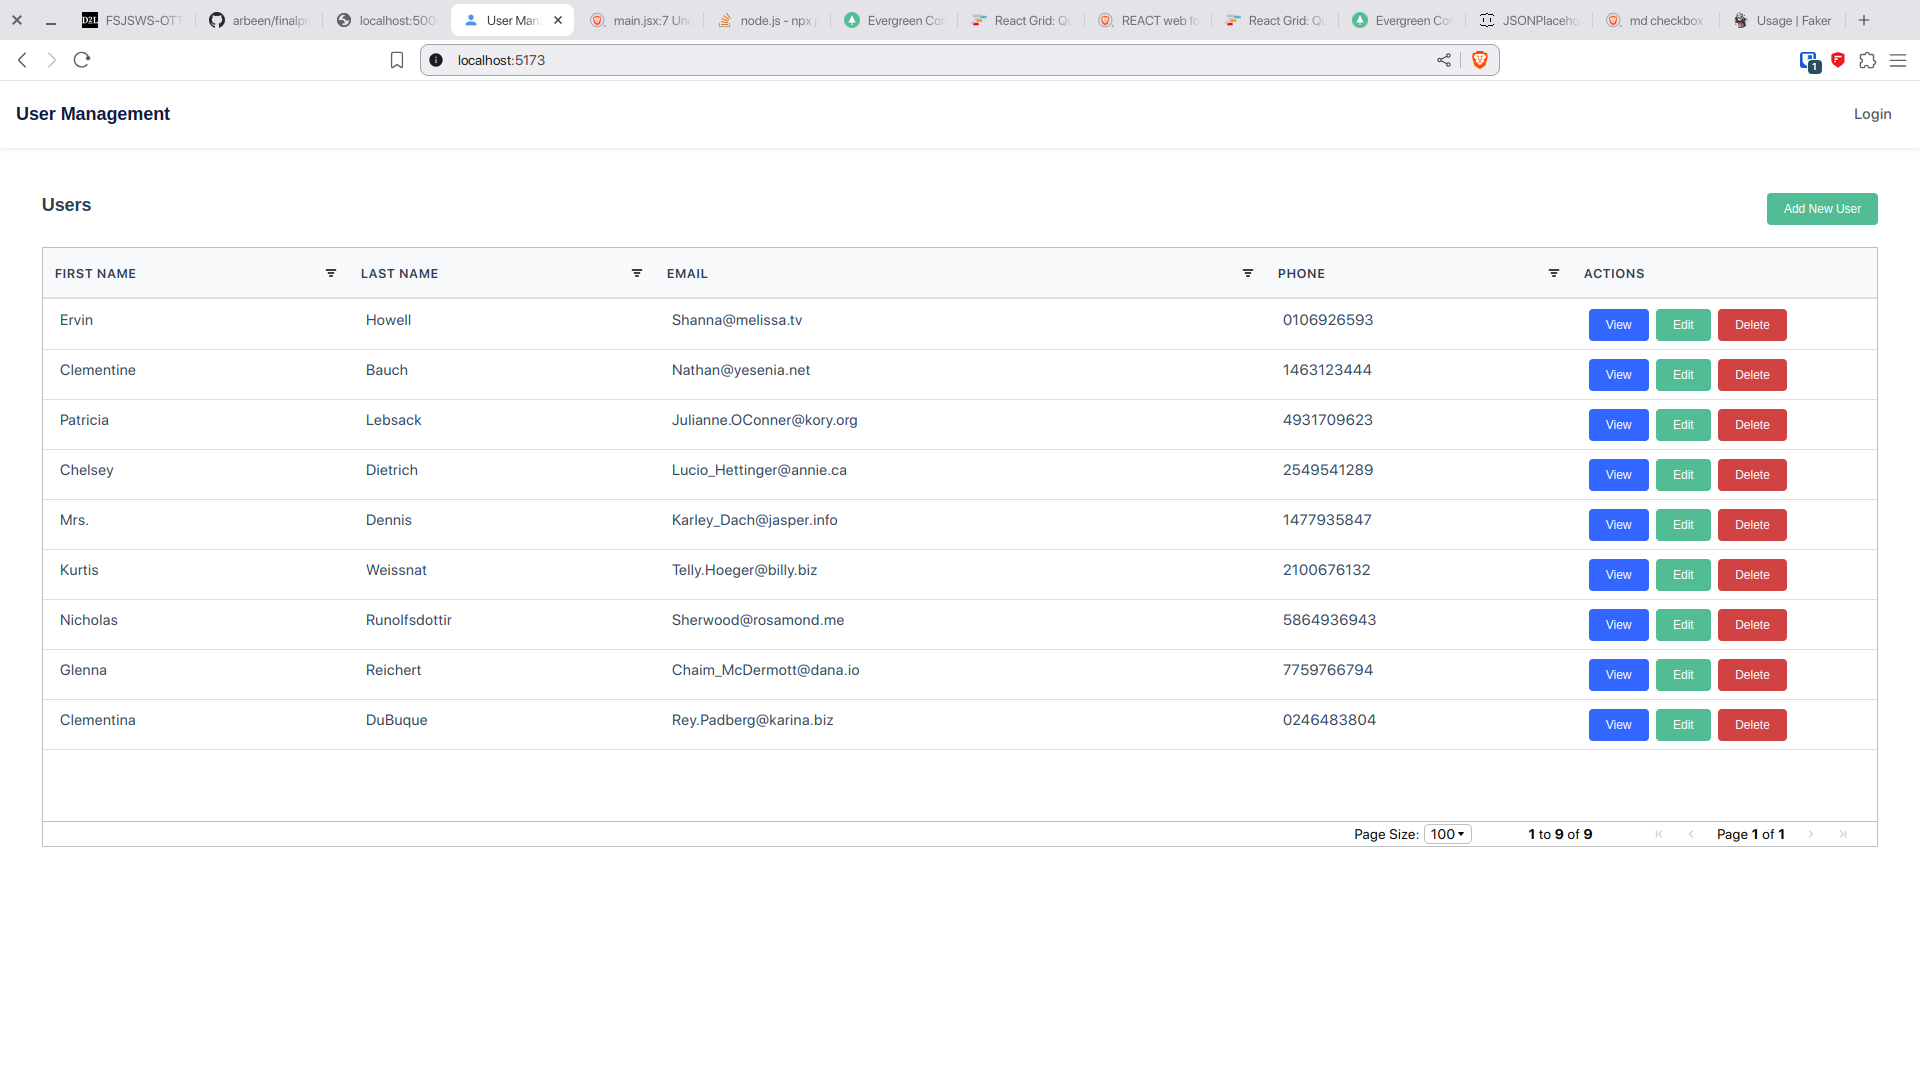 FSJSWS-OTT arbeen/finalpr localhost:500 User Man main.jsx:7 Unc node.js - npx p Evergreen Co React Grid: Qu REACT web fo React Grid: Qu Evergreen Co JSONPlaceho md checkbox Usage | Faker
localhost:5173 1
User Management Login
Users Add New User
FIRST NAME LAST NAME EMAIL PHONE ACTIONS
Ervin Howell Shanna@melissa.tv 0106926593 View Edit Delete
Clementine Bauch Nathan@yesenia.net 1463123444 View Edit Delete
Patricia Lebsack Julianne.OConner@kory.org 4931709623 View Edit Delete
Chelsey Dietrich Lucio_Hettinger@annie.ca 2549541289 View Edit Delete
Mrs. Dennis Karley_Dach@jasper.info 1477935847 View Edit Delete
Kurtis Weissnat Telly.Hoeger@billy.biz 2100676132 View Edit Delete
Nicholas Runolfsdottir Sherwood@rosamond.me 5864936943 View Edit Delete
Glenna Reichert Chaim_McDermott@dana.io 7759766794 View Edit Delete
Clementina DuBuque Rey.Padberg@karina.biz 0246483804 View Edit Delete
Page Size: 100 1 to 9 of 9 Page 1 of 1